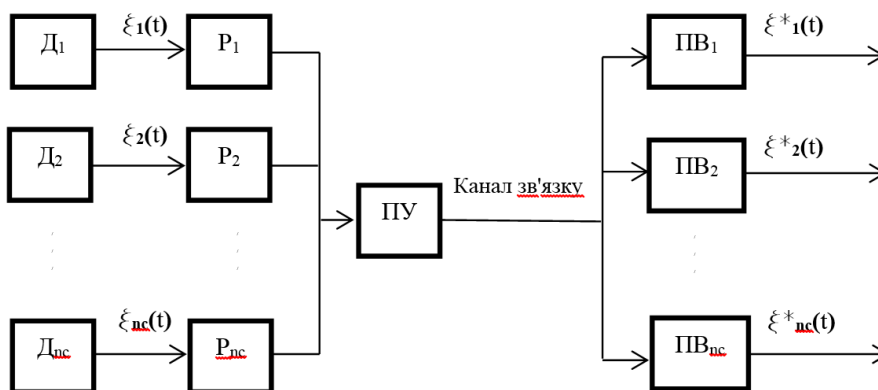 Д₁ ξ₁(t) Р₁ ПВ₁ ξ*₁(t)
Д₂ ξ₂(t) Р₂ ПВ₂ ξ*₂(t)
ПУ Канал зв'язку
Дnc ξnc(t) Рnc ПВnc ξ*nc(t)